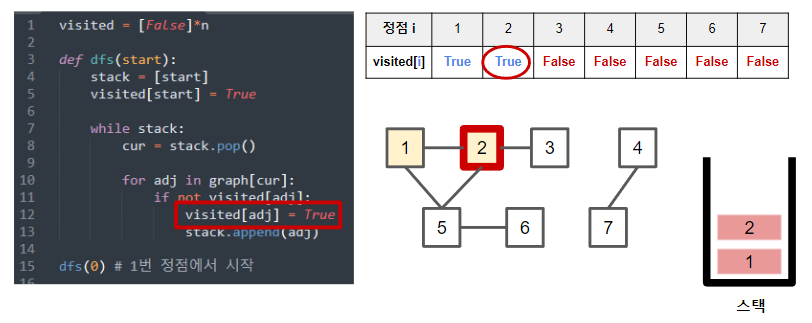 1 visited = [False]*n
2
3 def dfs(start):
4 stack = [start]
5 visited[start] = True
6
7 while stack:
8 cur = stack.pop()
9
10 for adj in graph[cur]:
11 if not visited[adj]:
12 visited[adj] = True
13 stack.append(adj)
14
15 dfs(0) # 1번 정점에서 시작
16
정점 i 1 2 3 4 5 6 7
visited[i] True True False False False False False
1 2 3 4
5 6 7
2
1
스택